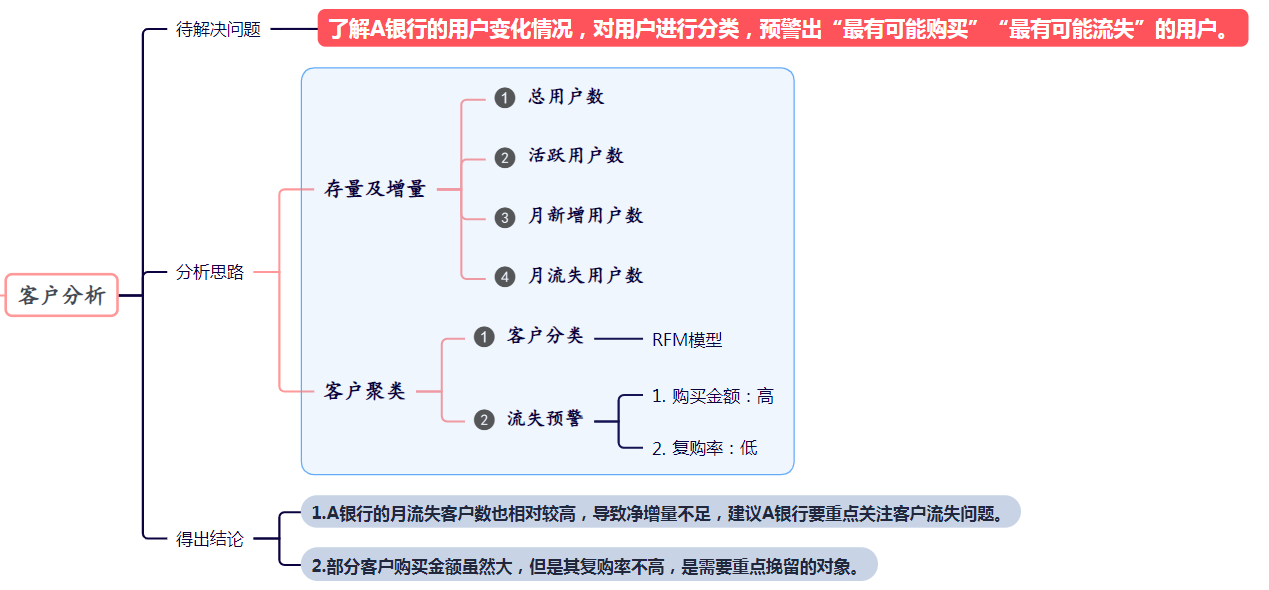 待解决问题
了解A银行的用户变化情况，对用户进行分类，预警出“最有可能购买”“最有可能流失”的用户。
客户分析
分析思路
存量及增量
1 总用户数
2 活跃用户数
3 月新增用户数
4 月流失用户数
客户聚类
1 客户分类
RFM模型
2 流失预警
1. 购买金额：高
2. 复购率：低
得出结论
1.A银行的月流失客户数也相对较高，导致净增量不足，建议A银行要重点关注客户流失问题。
2.部分客户购买金额虽然大，但是其复购率不高，是需要重点挽留的对象。